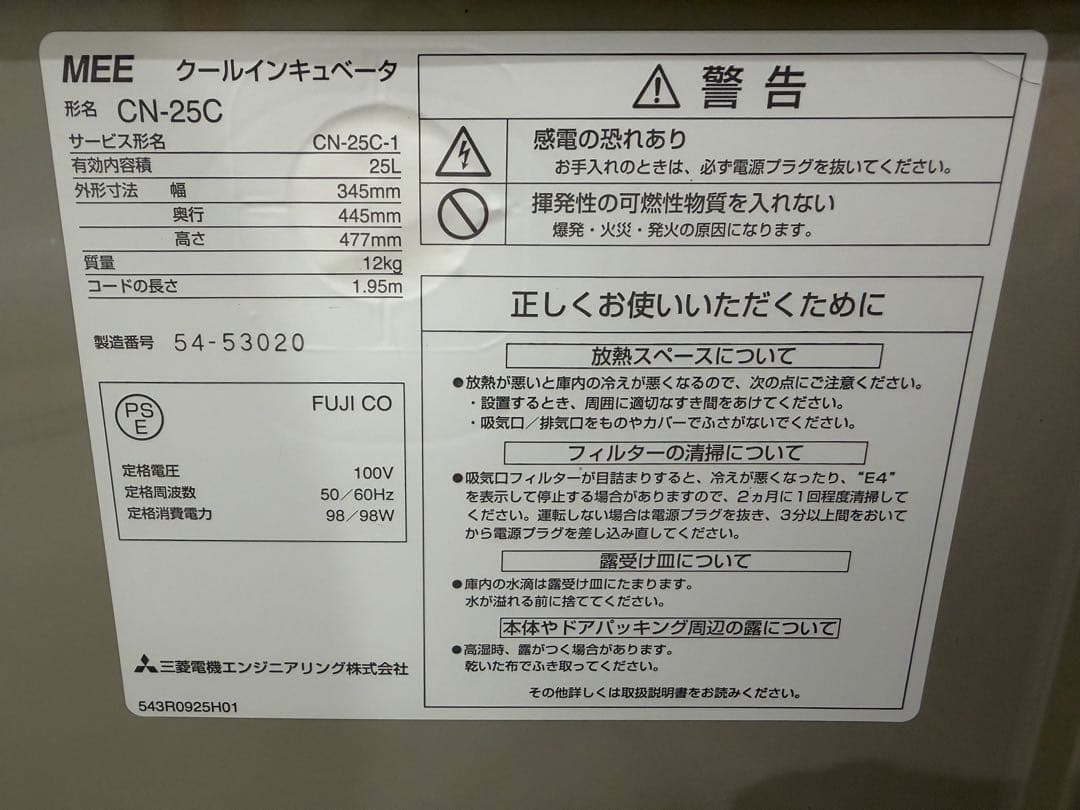 MEE クールインキュベータ
形名 CN-25C
サービス形名 CN-25C-1
有効内容積 25L
外形寸法 幅 345mm
奥行 445mm
高さ 477mm
質量 12kg
コードの長さ 1.95m
製造番号 54-53020
PS
E
FUJI CO
定格電圧 100V
定格周波数 50/60Hz
定格消費電力 98/98W
三菱電機エンジニアリング株式会社
543R0925H01
警告
感電の恐れあり
お手入れのときは、必ず電源プラグを抜いてください。
揮発性の可燃性物質を入れない
爆発・火災・発火の原因になります。
正しくお使いいただくために
放熱スペースについて
●放熱が悪いと庫内の冷えが悪くなるので、次の点にご注意ください。
・設置するとき、周囲に適切なすき間をあけてください。
・吸気口/排気口をものやカバーでふさがないでください。
フィルターの清掃について
●吸気口フィルターが目詰まりすると、冷えが悪くなったり、“E4”
を表示して停止する場合がありますので、2ヵ月に1回程度清掃して
ください。運転しない場合は電源プラグを抜き、3分以上間をおいて
から電源プラグを差し込み直してください。
露受け皿について
●庫内の水滴は露受け皿にたまります。
水が溢れる前に捨ててください。
本体やドアパッキング周辺の露について
●高湿時、露がつく場合があります。
乾いた布でふき取ってください。
その他詳しくは取扱説明書をお読みください。